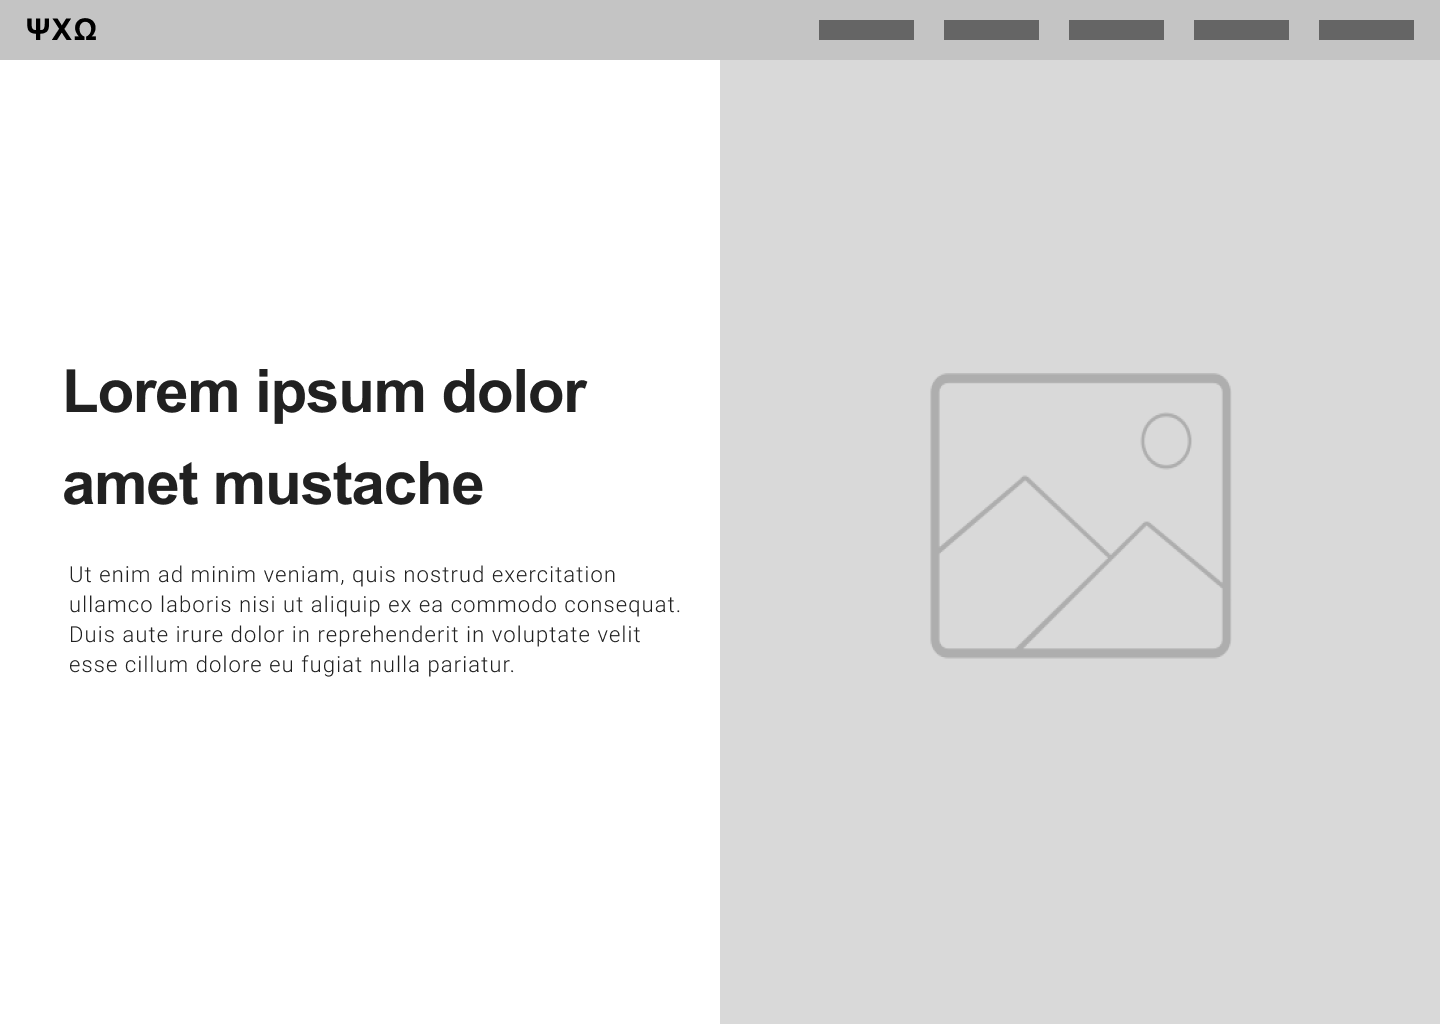 ΨΧΩ
Lorem ipsum dolor
amet mustache
Ut enim ad minim veniam, quis nostrud exercitation
ullamco laboris nisi ut aliquip ex ea commodo consequat.
Duis aute irure dolor in reprehenderit in voluptate velit
esse cillum dolore eu fugiat nulla pariatur.